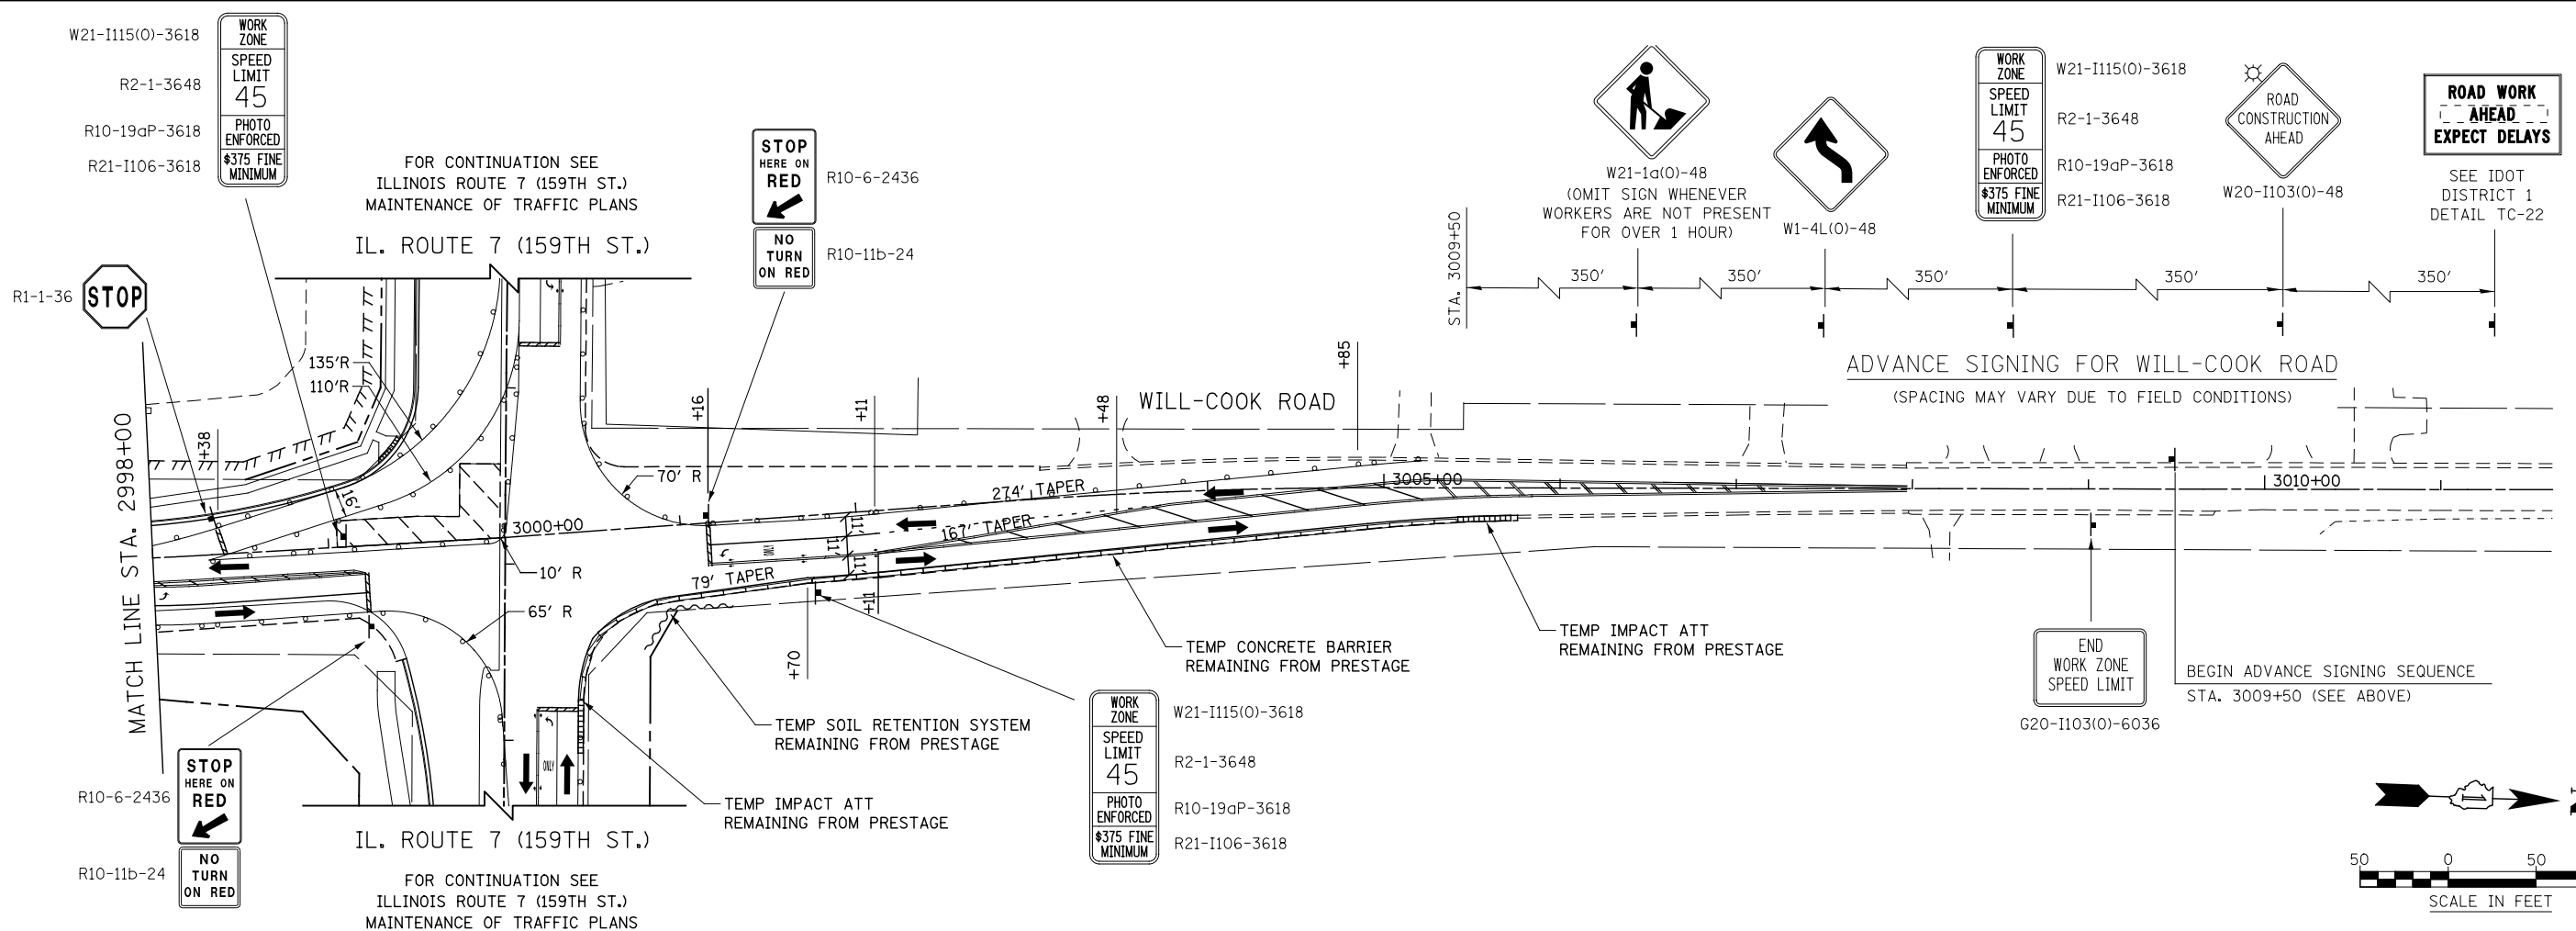 W21-I115(O)-3618
R2-1-3648
R10-19aP-3618
R21-I106-3618
WORK
ZONE
SPEED
LIMIT
45
PHOTO
ENFORCED
$375 FINE
MINIMUM
FOR CONTINUATION SEE
ILLINOIS ROUTE 7 (159TH ST.)
MAINTENANCE OF TRAFFIC PLANS
IL. ROUTE 7 (159TH ST.)
STOP
HERE ON
RED
R10-6-2436
NO
TURN
ON RED
R10-11b-24
R1-1-36
STOP
W21-1a(O)-48
(OMIT SIGN WHENEVER
WORKERS ARE NOT PRESENT
FOR OVER 1 HOUR)
W1-4L(O)-48
WORK
ZONE
SPEED
LIMIT
45
PHOTO
ENFORCED
$375 FINE
MINIMUM
W21-I115(O)-3618
R2-1-3648
R10-19aP-3618
R21-I106-3618
ROAD
CONSTRUCTION
AHEAD
W20-I103(O)-48
ROAD WORK
AHEAD
EXPECT DELAYS
SEE IDOT
DISTRICT 1
DETAIL TC-22
STA. 3009+50
350'
350'
350'
350'
350'
ADVANCE SIGNING FOR WILL-COOK ROAD
(SPACING MAY VARY DUE TO FIELD CONDITIONS)
MATCH LINE STA. 2998+00
+38
135'R
110'R
16'
3000+00
10' R
65' R
70' R
+16
+11
+48
+85
WILL-COOK ROAD
274' TAPER
167' TAPER
79' TAPER
11'
11'
11'
ONLY
+11
+70
3005+00
3010+00
TEMP CONCRETE BARRIER
REMAINING FROM PRESTAGE
TEMP IMPACT ATT
REMAINING FROM PRESTAGE
TEMP SOIL RETENTION SYSTEM
REMAINING FROM PRESTAGE
TEMP IMPACT ATT
REMAINING FROM PRESTAGE
ONLY
WORK
ZONE
SPEED
LIMIT
45
PHOTO
ENFORCED
$375 FINE
MINIMUM
W21-I115(O)-3618
R2-1-3648
R10-19aP-3618
R21-I106-3618
END
WORK ZONE
SPEED LIMIT
G20-I103(O)-6036
BEGIN ADVANCE SIGNING SEQUENCE
STA. 3009+50 (SEE ABOVE)
R10-6-2436
STOP
HERE ON
RED
R10-11b-24
NO
TURN
ON RED
IL. ROUTE 7 (159TH ST.)
FOR CONTINUATION SEE
ILLINOIS ROUTE 7 (159TH ST.)
MAINTENANCE OF TRAFFIC PLANS
50
0
50
SCALE IN FEET